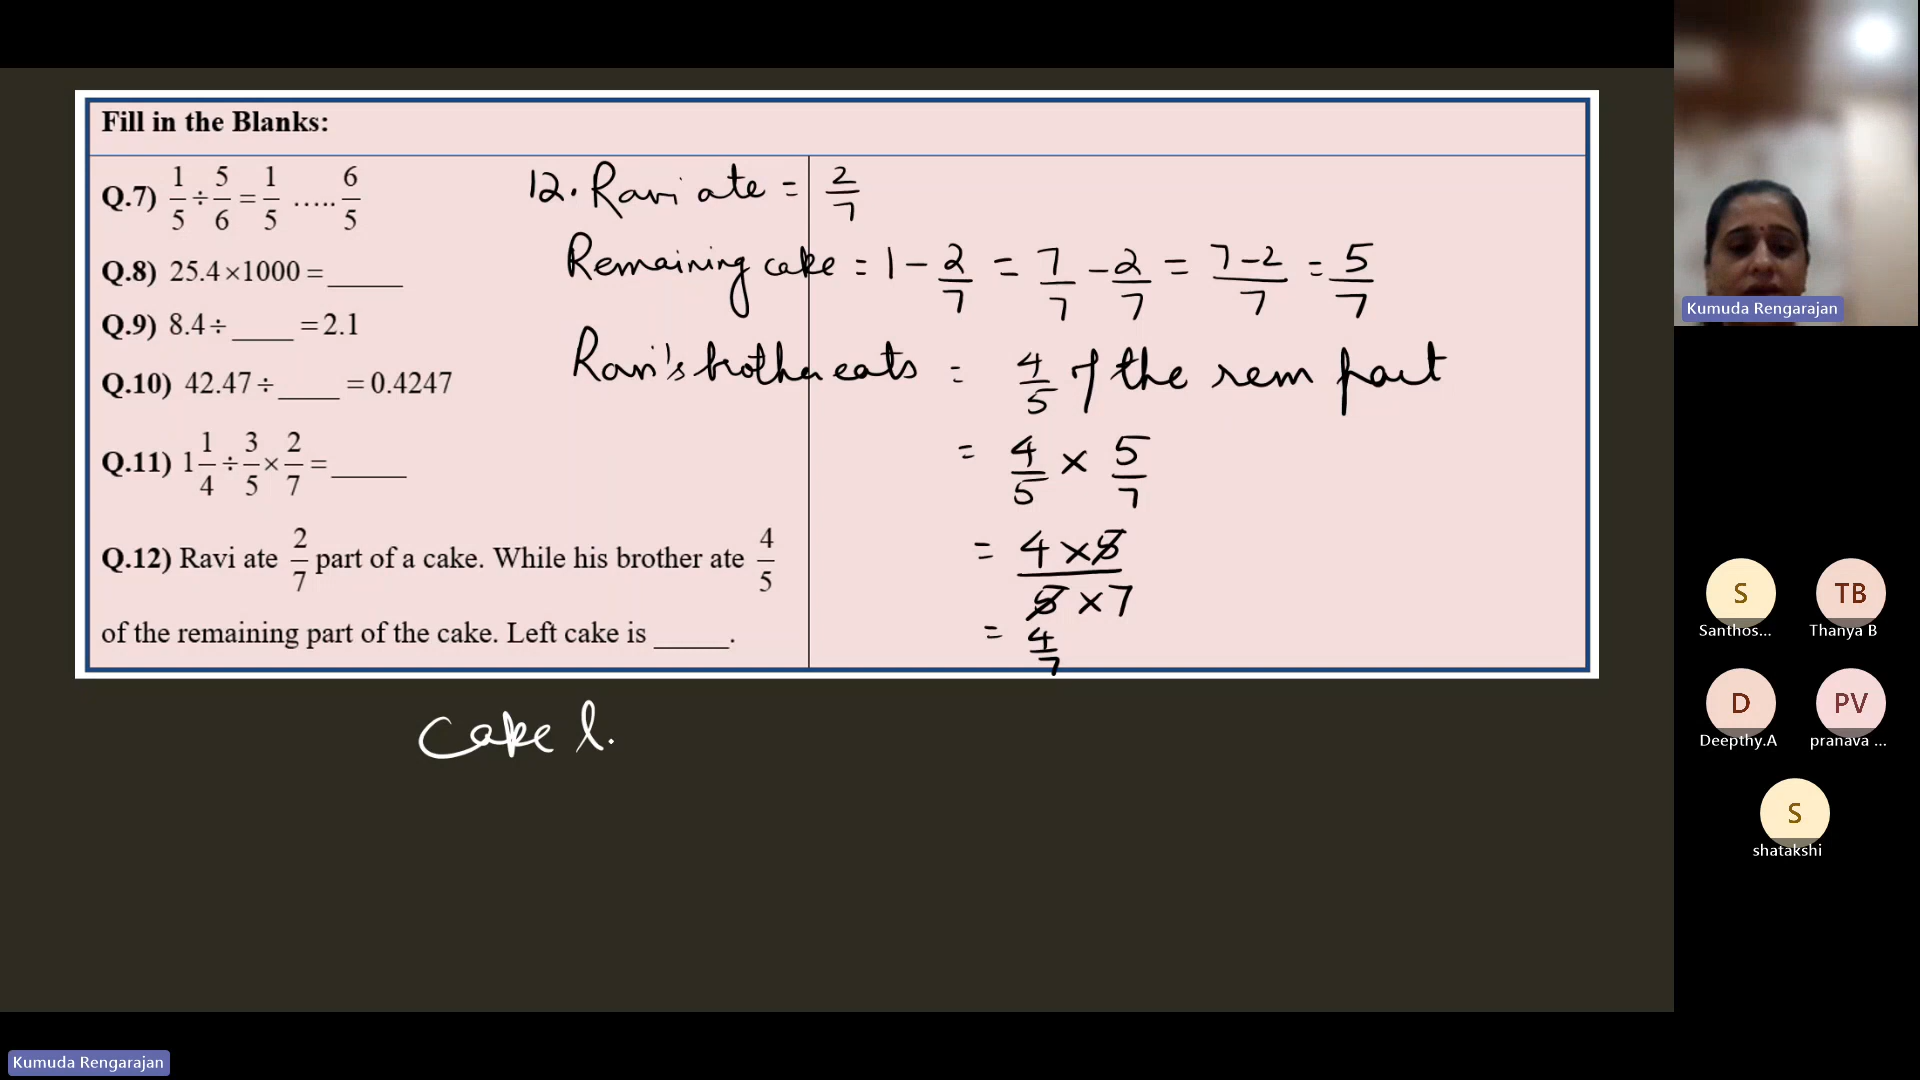 Fill in the Blanks:
Q.7) 1/5 ÷ 5/6 = 1/5 ..... 6/5
Q.8) 25.4 × 1000 = _____
Q.9) 8.4 ÷ ____ = 2.1
Q.10) 42.47 ÷ ____ = 0.4247
Q.11) 1 1/4 ÷ 3/5 × 2/7 = _____
Q.12) Ravi ate 2/7 part of a cake. While his brother ate 4/5
of the remaining part of the cake. Left cake is _____.
12. Ravi ate = 2/7
Remaining cake = 1 - 2/7 = 7/7 - 2/7 = 7-2/7 = 5/7
Ravi's brother eats = 4/5 of the rem part
= 4/5 × 5/7
= 4 × 5 / 5 × 7
= 4/7
Cake l.
Kumuda Rengarajan
S
Santhos...
TB
Thanya B
D
Deepthy.A
PV
pranava ...
S
shatakshi
Kumuda Rengarajan